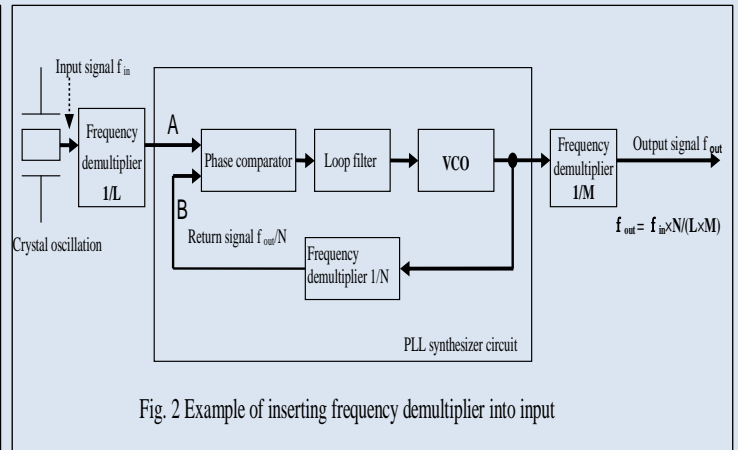 Input signal f in
Frequency
demultiplier
1/L
A
Phase comparator
Loop filter
VCO
Frequency
demultiplier
1/M
Output signal f out
f out = f in×N/(L×M)
B
Crystal oscillation
Return signal f out/N
Frequency
demultiplier 1/N
PLL synthesizer circuit
Fig. 2 Example of inserting frequency demultiplier into input